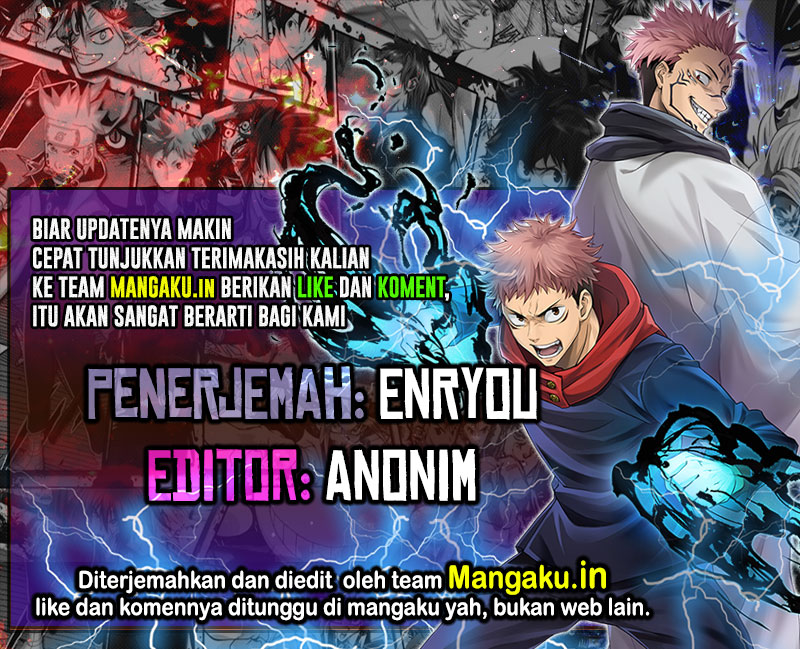 BIAR UPDATENYA MAKIN
CEPAT TUNJUKKAN TERIMAKASIH KALIAN
KE TEAM MANGAKU.in BERIKAN LIKE DAN KOMENT,
ITU AKAN SANGAT BERARTI BAGI KAMI
PENERJEMAH: ENRYOU
EDITOR: ANONIM
Diterjemahkan dan diedit oleh team Mangaku.in
like dan komennya ditunggu di mangaku yah, bukan web lain.